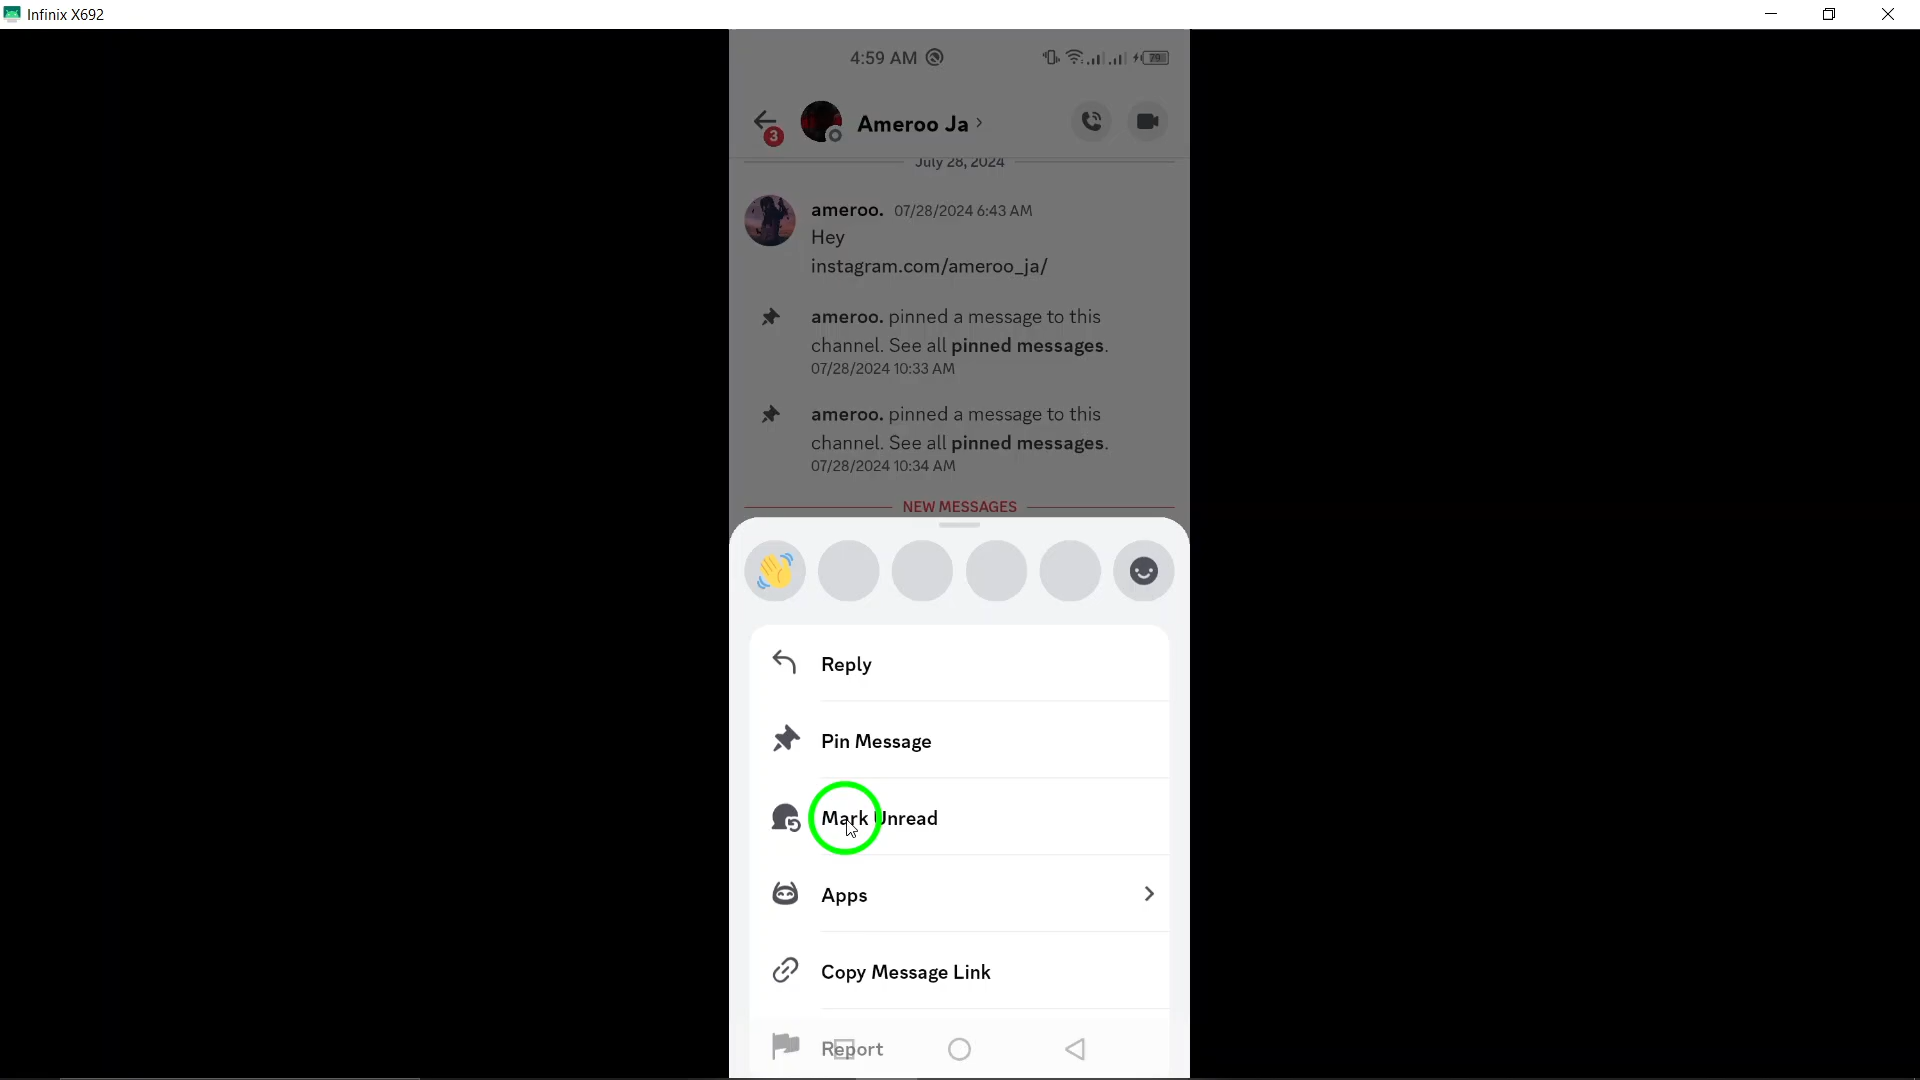 Infinix X692
4:59 AM
79
3
Ameroo Ja
July 28, 2024
ameroo. 07/28/2024 6:43 AM
Hey
instagram.com/ameroo_ja/
ameroo. pinned a message to this
channel. See all pinned messages.
07/28/2024 10:33 AM
ameroo. pinned a message to this
channel. See all pinned messages.
07/28/2024 10:34 AM
NEW MESSAGES
Reply
Pin Message
Mark Unread
Apps
Copy Message Link
Report